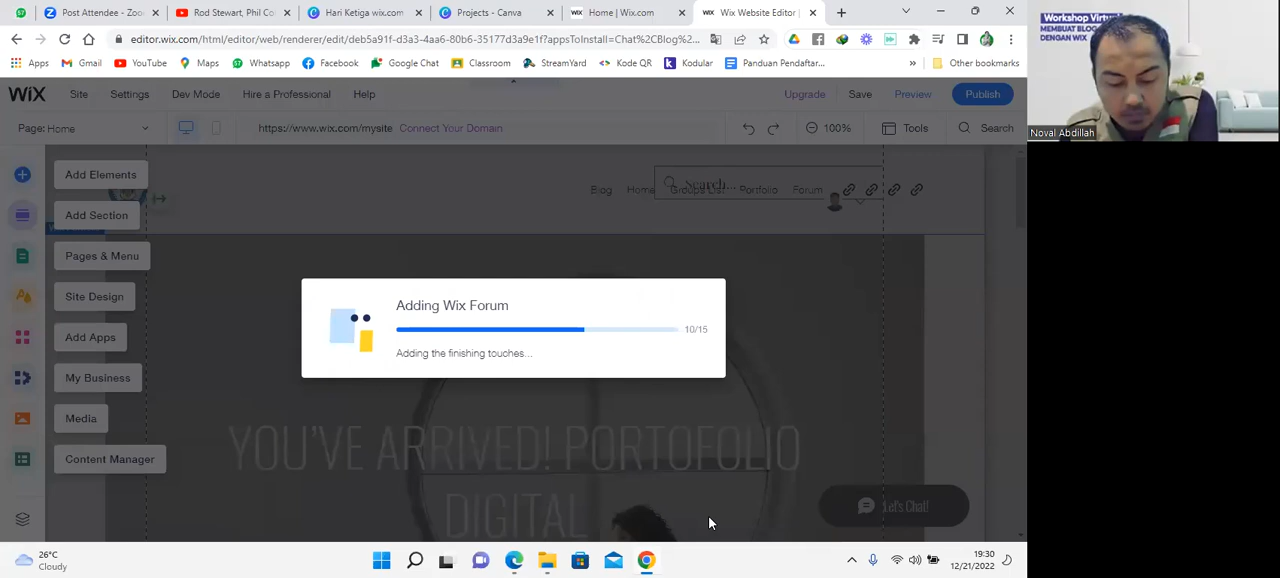 Post Attendee - Zoo
Rod Stewart, Phil Co
Hari Ketiga wix.com
Projects - Canva
Home | Wix.com
Wix Website Editor |
editor.wix.com/html/editor/web/renderer/e
d3a3-4aa6-80b6-35177d3a9e1f?appsToInstall=Chat%2CBlog%2...
Apps
Gmail
YouTube
Maps
Whatsapp
Facebook
Google Chat
Classroom
StreamYard
Kode QR
Kodular
Panduan Pendaftar...
»
Other bookmarks
WiX
Site
Settings
Dev Mode
Hire a Professional
Help
Upgrade
Save
Preview
Publish
Page: Home
https://www.wix.com/mysite
Connect Your Domain
100%
Tools
Search
Add Elements
Add Section
Pages & Menu
Site Design
Add Apps
My Business
Media
Content Manager
Search...
Blog
Home
Groups List
Portfolio
Forum
Adding Wix Forum
10/15
Adding the finishing touches...
YOU'VE ARRIVED! PORTOFOLIO
DIGITAL
Let's Chat!
Workshop Virtual
MEMBUAT BLOG
DENGAN WIX
Noval Abdillah
26°C
Cloudy
19:30
12/21/2022